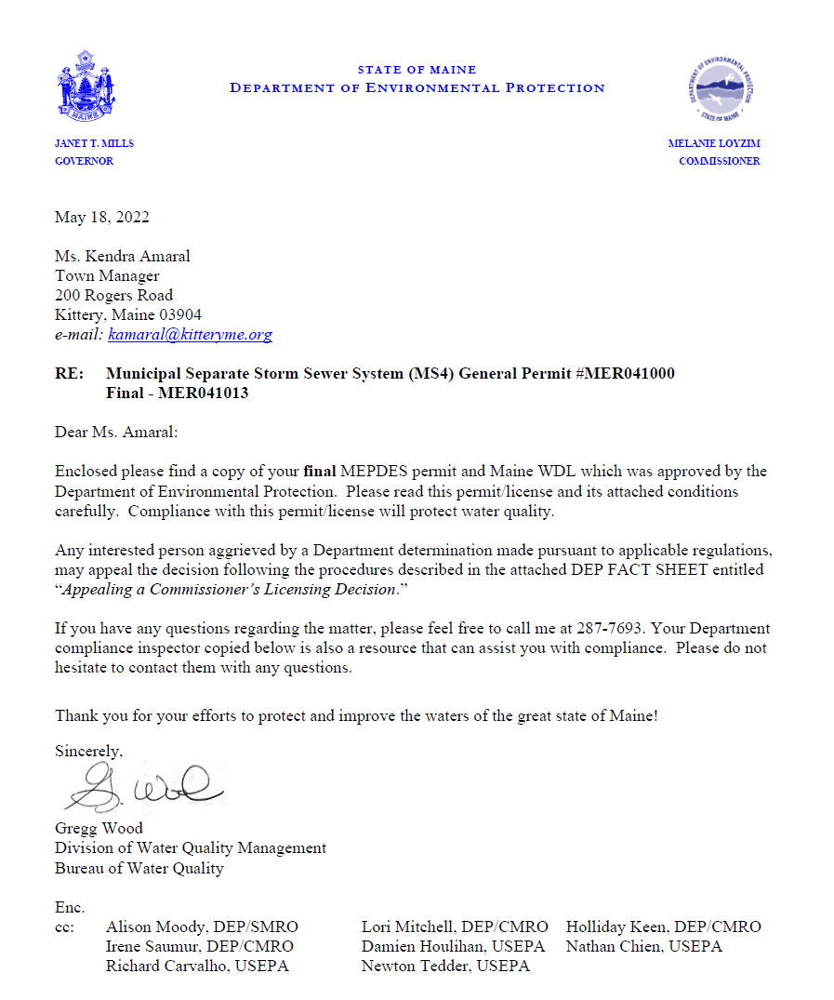 STATE OF MAINE
DEPARTMENT OF ENVIRONMENTAL PROTECTION
MAINE
DEPARTMENT OF ENVIRONMENTAL PROTECTION
STATE OF MAINE
JANET T. MILLS
GOVERNOR
MELANIE LOYZIM
COMMISSIONER
May 18, 2022
Ms. Kendra Amaral
Town Manager
200 Rogers Road
Kittery, Maine 03904
e-mail: kamaral@kitteryme.org
RE: Municipal Separate Storm Sewer System (MS4) General Permit #MER041000
Final - MER041013
Dear Ms. Amaral:
Enclosed please find a copy of your final MEPDES permit and Maine WDL which was approved by the
Department of Environmental Protection. Please read this permit/license and its attached conditions
carefully. Compliance with this permit/license will protect water quality.
Any interested person aggrieved by a Department determination made pursuant to applicable regulations,
may appeal the decision following the procedures described in the attached DEP FACT SHEET entitled
“Appealing a Commissioner’s Licensing Decision.”
If you have any questions regarding the matter, please feel free to call me at 287-7693. Your Department
compliance inspector copied below is also a resource that can assist you with compliance. Please do not
hesitate to contact them with any questions.
Thank you for your efforts to protect and improve the waters of the great state of Maine!
Sincerely,
G. Wood
Gregg Wood
Division of Water Quality Management
Bureau of Water Quality
Enc.
cc: Alison Moody, DEP/SMRO Lori Mitchell, DEP/CMRO Holliday Keen, DEP/CMRO
Irene Saumur, DEP/CMRO Damien Houlihan, USEPA Nathan Chien, USEPA
Richard Carvalho, USEPA Newton Tedder, USEPA